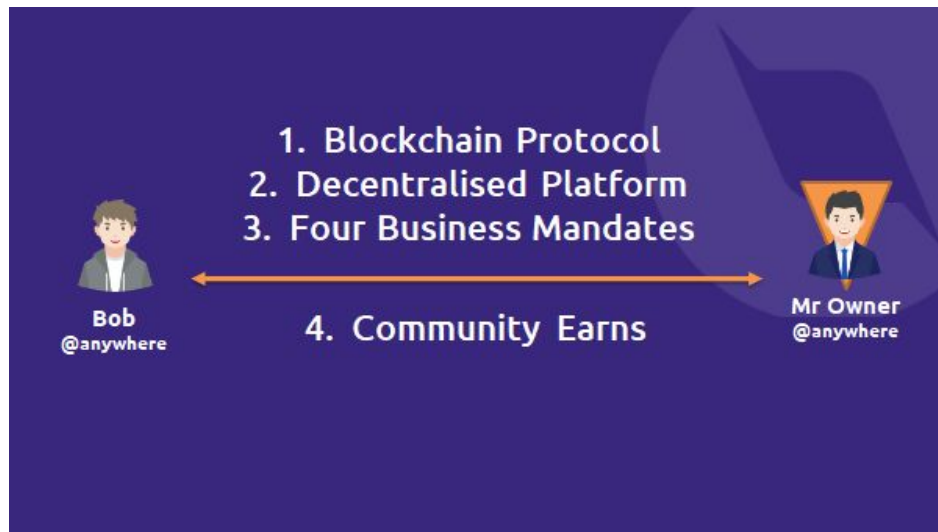 1. Blockchain Protocol
2. Decentralised Platform
3. Four Business Mandates
4. Community Earns
Bob
@anywhere
Mr Owner
@anywhere